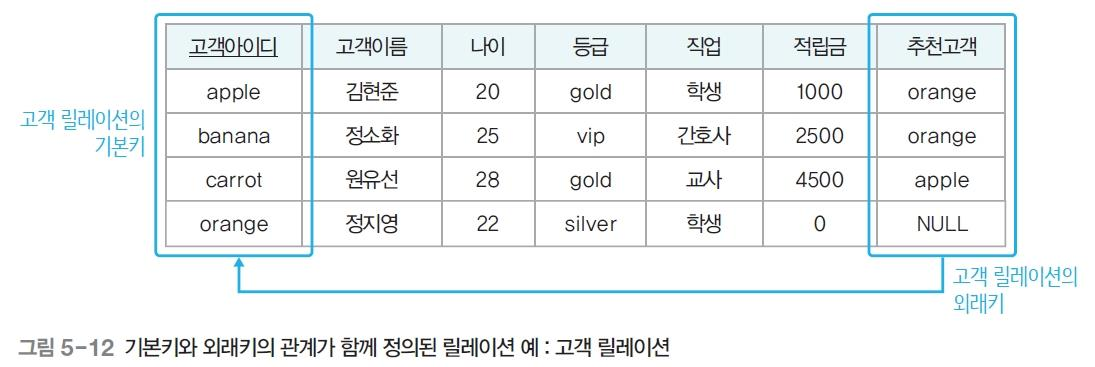 고객아이디 고객이름 나이 등급 직업 적립금 추천고객
apple 김현준 20 gold 학생 1000 orange
banana 정소화 25 vip 간호사 2500 orange
carrot 원유선 28 gold 교사 4500 apple
orange 정지영 22 silver 학생 0 NULL
고객 릴레이션의
기본키
고객 릴레이션의
외래키
그림 5-12 기본키와 외래키의 관계가 함께 정의된 릴레이션 예 : 고객 릴레이션